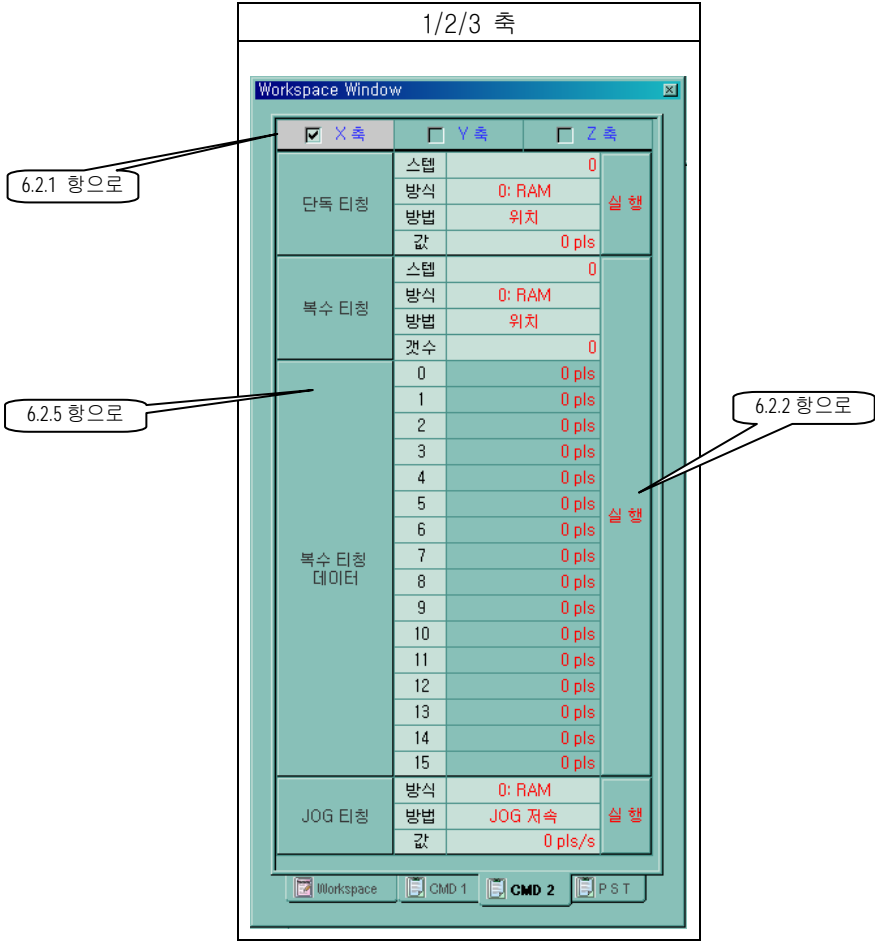 1/2/3 축
Workspace Window
X 축 Y 축 Z 축
6.2.1 항으로
단독 티칭
스텝 0
방식 0: RAM
방법 위치
값 0 pls
실 행
복수 티칭
스텝 0
방식 0: RAM
방법 위치
갯수 0
6.2.5 항으로
복수 티칭
데이터
0 0 pls
1 0 pls
2 0 pls
3 0 pls
4 0 pls
5 0 pls
6 0 pls
7 0 pls
8 0 pls
9 0 pls
10 0 pls
11 0 pls
12 0 pls
13 0 pls
14 0 pls
15 0 pls
실 행
6.2.2 항으로
JOG 티칭
방식 0: RAM
방법 JOG 저속
값 0 pls/s
실 행
Workspace CMD 1 CMD 2 P S T